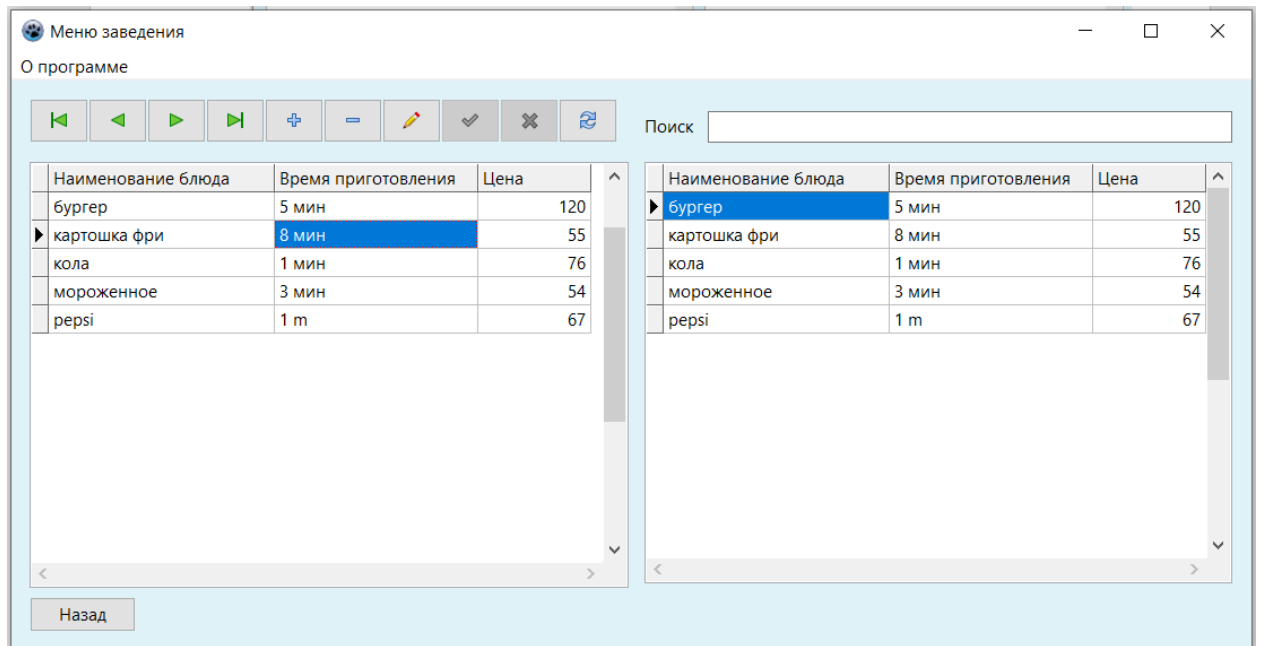 Меню заведения
О программе
Поиск
Наименование блюда Время приготовления Цена
бургер 5 мин 120
картошка фри 8 мин 55
кола 1 мин 76
мороженное 3 мин 54
pepsi 1 m 67
Наименование блюда Время приготовления Цена
бургер 5 мин 120
картошка фри 8 мин 55
кола 1 мин 76
мороженное 3 мин 54
pepsi 1 m 67
Назад